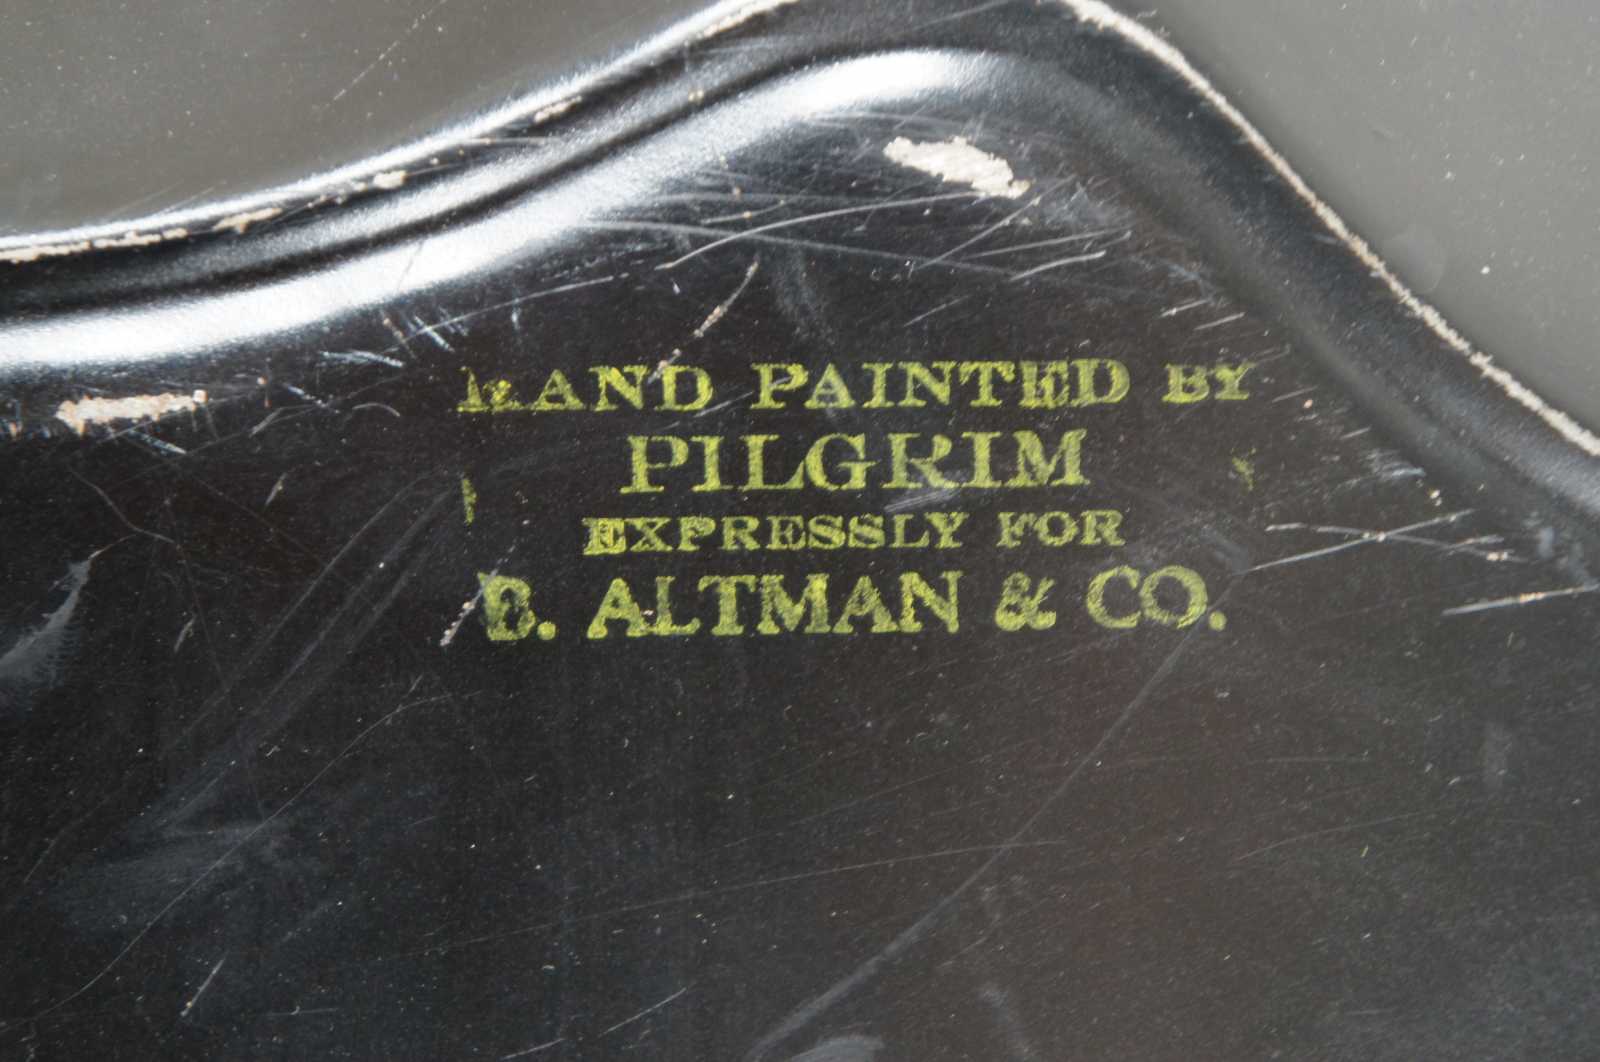 HAND PAINTED BY
PILGRIM
EXPRESSLY FOR
B. ALTMAN & CO.